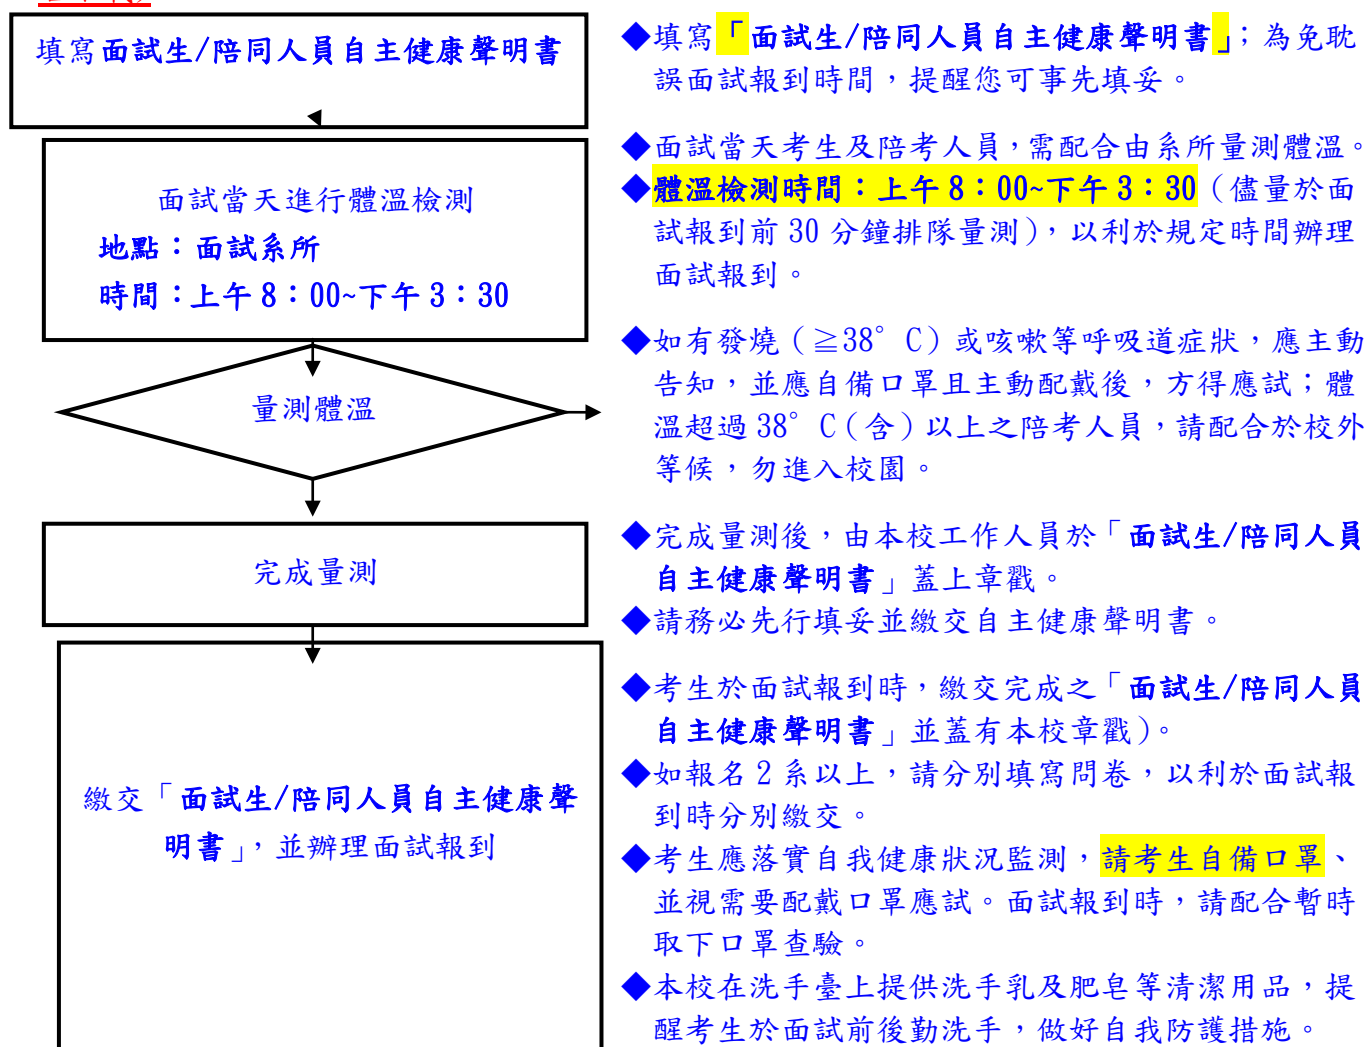 填寫面試生/陪同人員自主健康聲明書
面試當天進行體溫檢測
地點：面試系所
時間：上午 8：00~下午 3：30
量測體溫
完成量測
繳交「面試生/陪同人員自主健康聲
明書」，並辦理面試報到
◆填寫「面試生/陪同人員自主健康聲明書」；為免耽
誤面試報到時間，提醒您可事先填妥。
◆面試當天考生及陪考人員，需配合由系所量測體溫。
◆體溫檢測時間：上午 8：00~下午 3：30（儘量於面
試報到前 30 分鐘排隊量測），以利於規定時間辦理
面試報到。
◆如有發燒（≧38°C）或咳嗽等呼吸道症狀，應主動
告知，並應自備口罩且主動配戴後，方得應試；體
溫超過 38°C（含）以上之陪考人員，請配合於校外
等候，勿進入校園。
◆完成量測後，由本校工作人員於「面試生/陪同人員
自主健康聲明書」蓋上章戳。
◆請務必先行填妥並繳交自主健康聲明書。
◆考生於面試報到時，繳交完成之「面試生/陪同人員
自主健康聲明書」並蓋有本校章戳）。
◆如報名 2 系以上，請分別填寫問卷，以利於面試報
到時分別繳交。
◆考生應落實自我健康狀況監測，請考生自備口罩、
並視需要配戴口罩應試。面試報到時，請配合暫時
取下口罩查驗。
◆本校在洗手臺上提供洗手乳及肥皂等清潔用品，提
醒考生於面試前後勤洗手，做好自我防護措施。